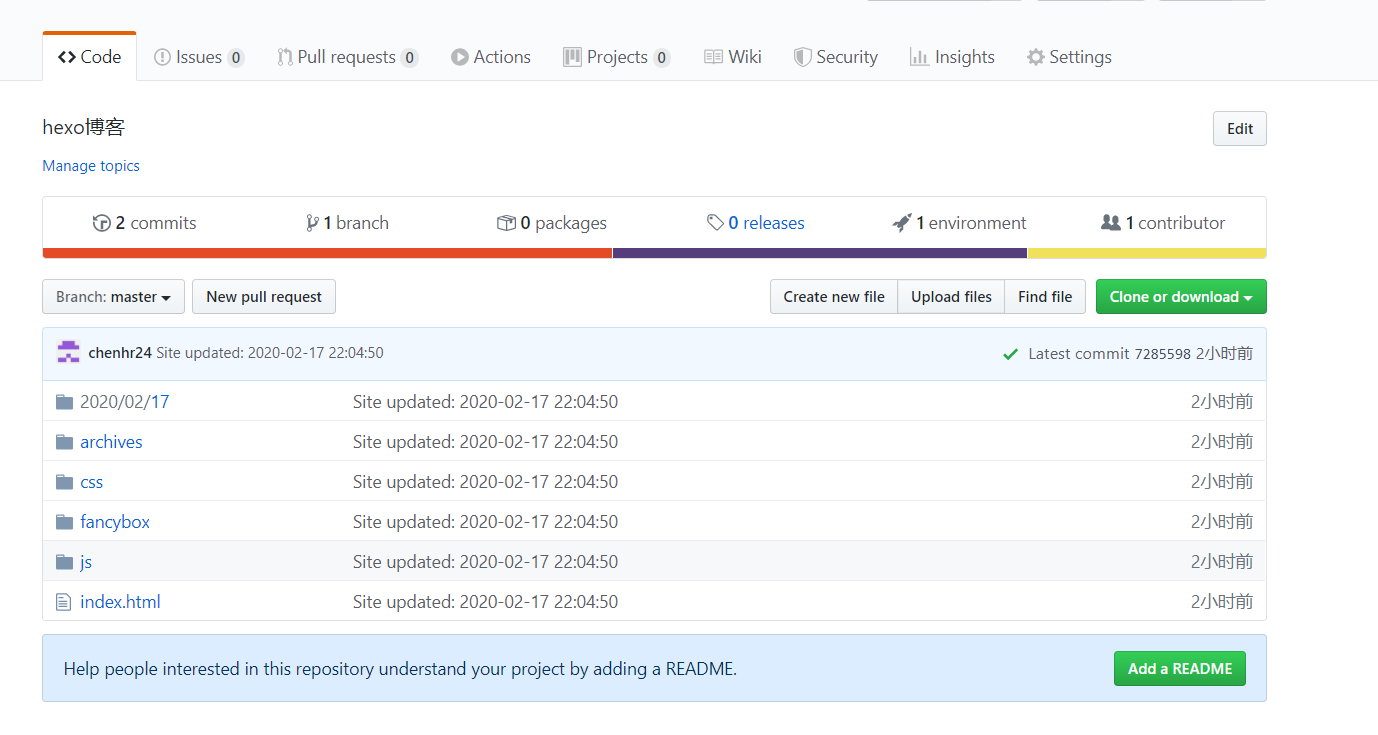 Code Issues 0 Pull requests 0 Actions Projects 0 Wiki Security Insights Settings
hexo博客 Edit
Manage topics
2 commits 1 branch 0 packages 0 releases 1 environment 1 contributor
Branch: master New pull request Create new file Upload files Find file Clone or download
chenhr24 Site updated: 2020-02-17 22:04:50 Latest commit 7285598 2小时前
2020/02/17 Site updated: 2020-02-17 22:04:50 2小时前
archives Site updated: 2020-02-17 22:04:50 2小时前
css Site updated: 2020-02-17 22:04:50 2小时前
fancybox Site updated: 2020-02-17 22:04:50 2小时前
js Site updated: 2020-02-17 22:04:50 2小时前
index.html Site updated: 2020-02-17 22:04:50 2小时前
Help people interested in this repository understand your project by adding a README. Add a README